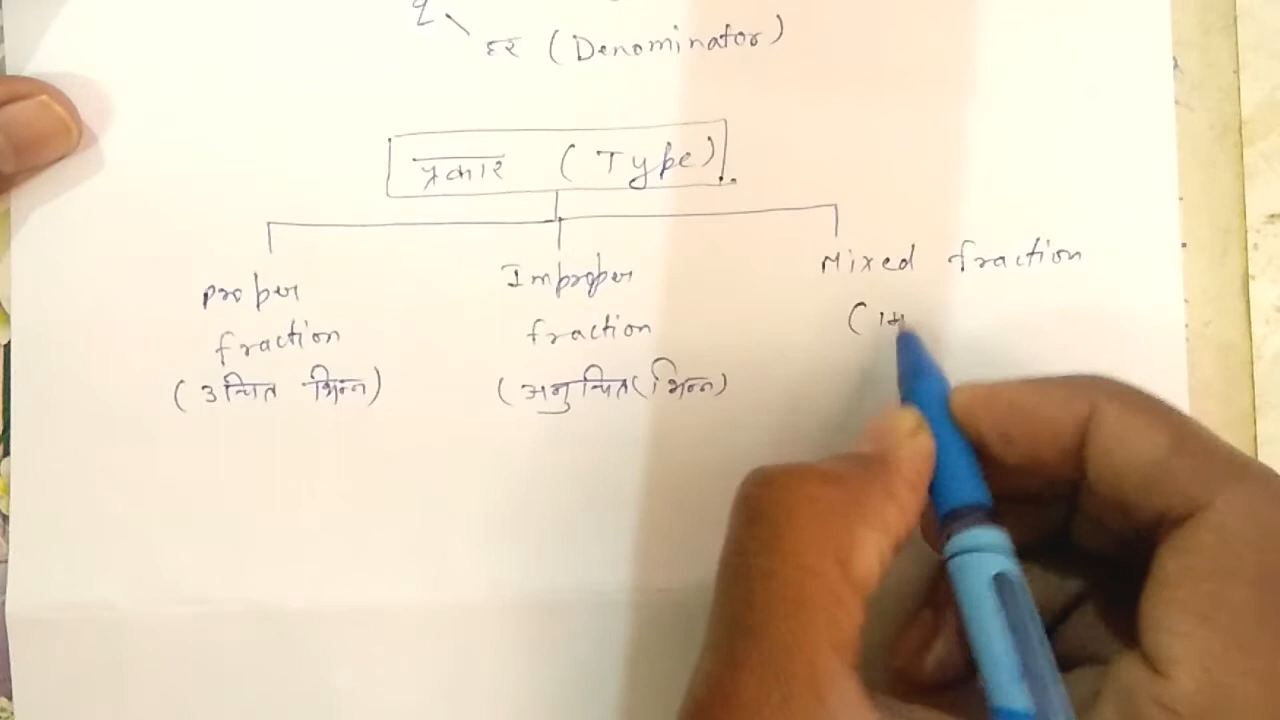 q
हर (Denominator)
प्रकार (Type)
Proper
fraction
(उचित भिन्न)
Improper
fraction
(अनुचित भिन्न)
Mixed fraction